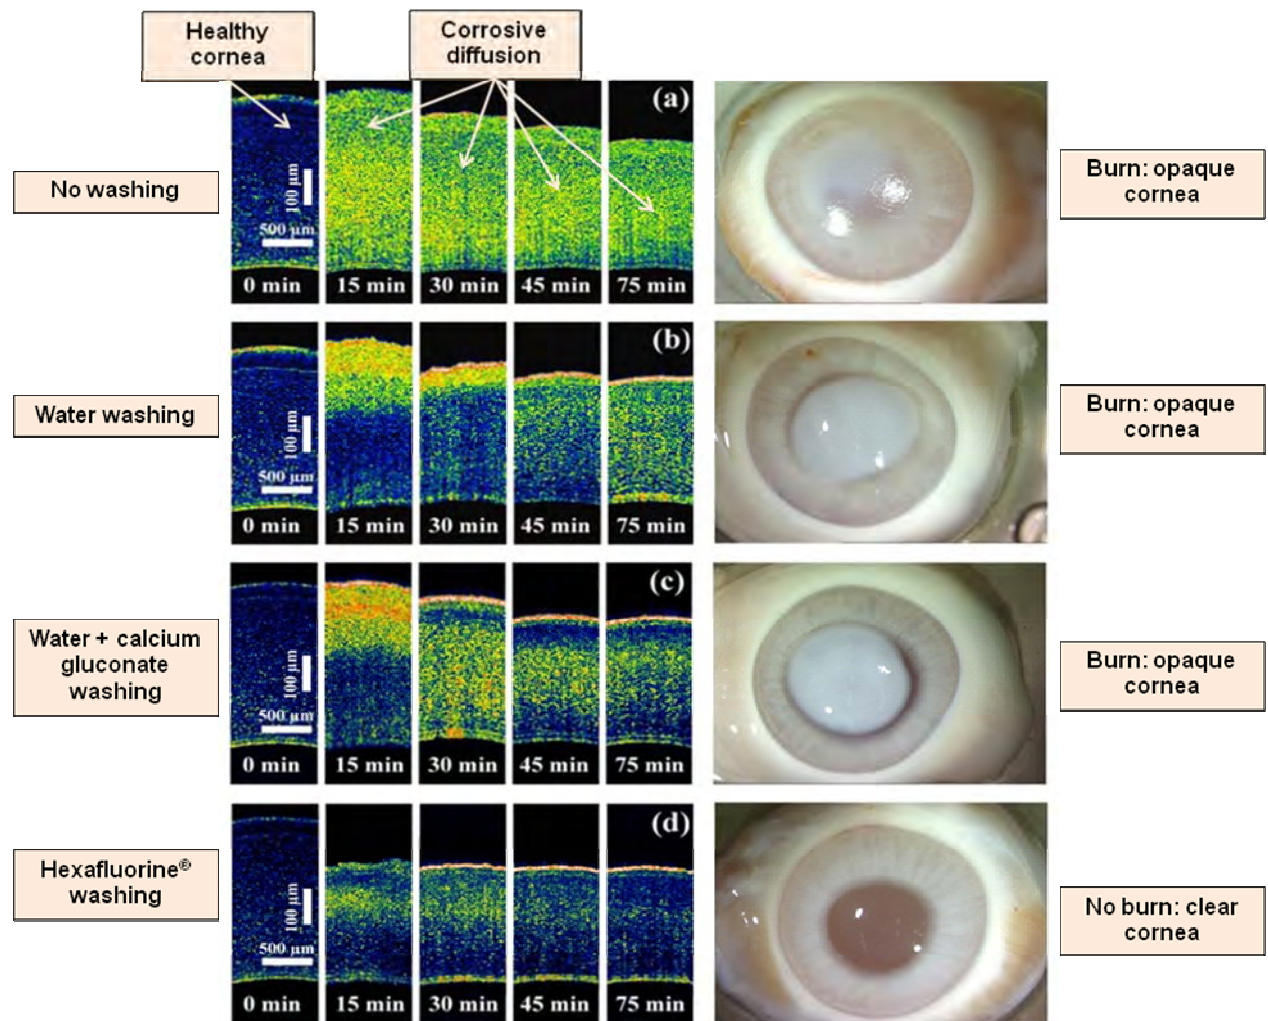 Healthy
cornea
Corrosive
diffusion
No washing
(a)
100 µm
500 µm
0 min
15 min
30 min
45 min
75 min
Burn: opaque
cornea
Water washing
(b)
100 µm
500 µm
0 min
15 min
30 min
45 min
75 min
Burn: opaque
cornea
Water + calcium
gluconate
washing
(c)
100 µm
500 µm
0 min
15 min
30 min
45 min
75 min
Burn: opaque
cornea
Hexafluorine®
washing
(d)
100 µm
500 µm
0 min
15 min
30 min
45 min
75 min
No burn: clear
cornea